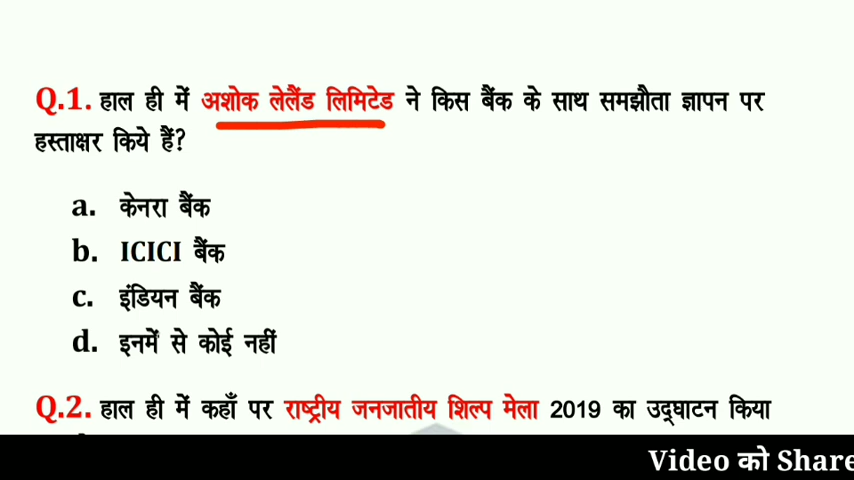 Q.1. हाल ही में अशोक लेलैंड लिमिटेड ने किस बैंक के साथ समझौता ज्ञापन पर
हस्ताक्षर किये हैं?
a. केनरा बैंक
b. ICICI बैंक
c. इंडियन बैंक
d. इनमें से कोई नहीं
Q.2. हाल ही में कहाँ पर राष्ट्रीय जनजातीय शिल्प मेला 2019 का उद्घाटन किया
Video को Share